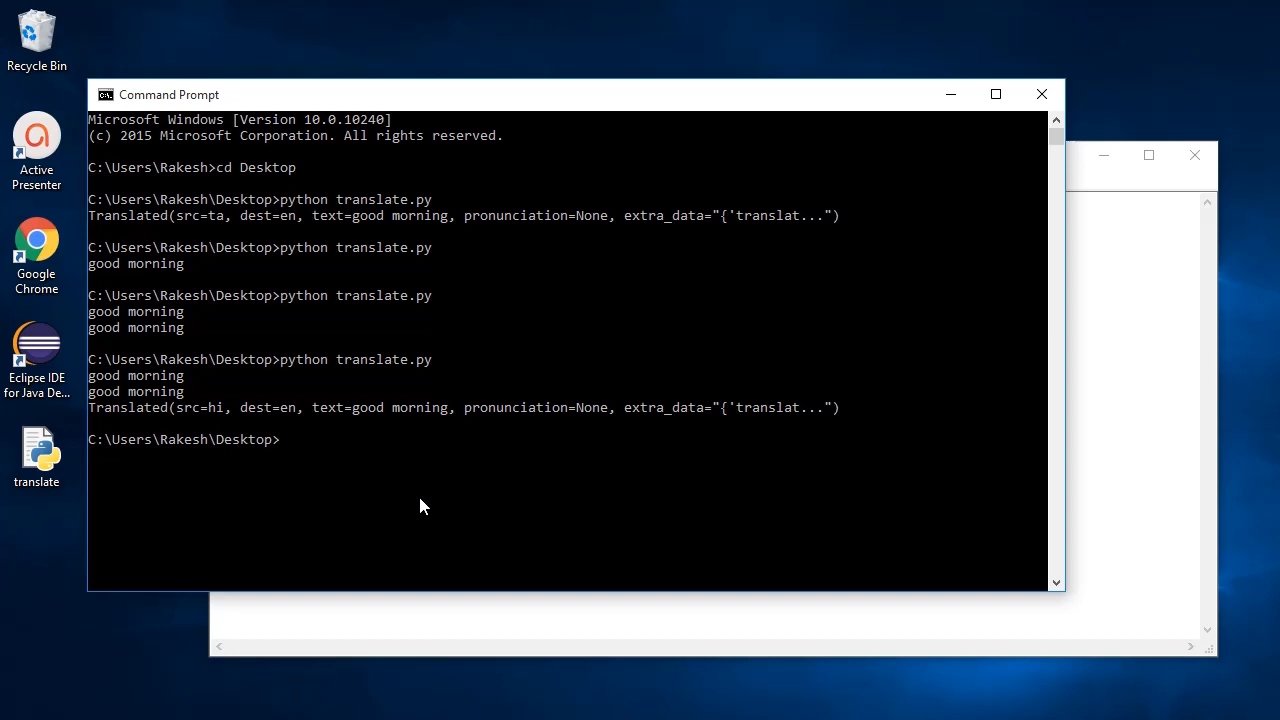 Recycle Bin
Active
Presenter
Google
Chrome
Eclipse IDE
for Java De...
translate
Command Prompt
Microsoft Windows [Version 10.0.10240]
(c) 2015 Microsoft Corporation. All rights reserved.
C:\Users\Rakesh>cd Desktop
C:\Users\Rakesh\Desktop>python translate.py
Translated(src=ta, dest=en, text=good morning, pronunciation=None, extra_data="{'translat...")
C:\Users\Rakesh\Desktop>python translate.py
good morning
C:\Users\Rakesh\Desktop>python translate.py
good morning
good morning
C:\Users\Rakesh\Desktop>python translate.py
good morning
good morning
Translated(src=hi, dest=en, text=good morning, pronunciation=None, extra_data="{'translat...")
C:\Users\Rakesh\Desktop>